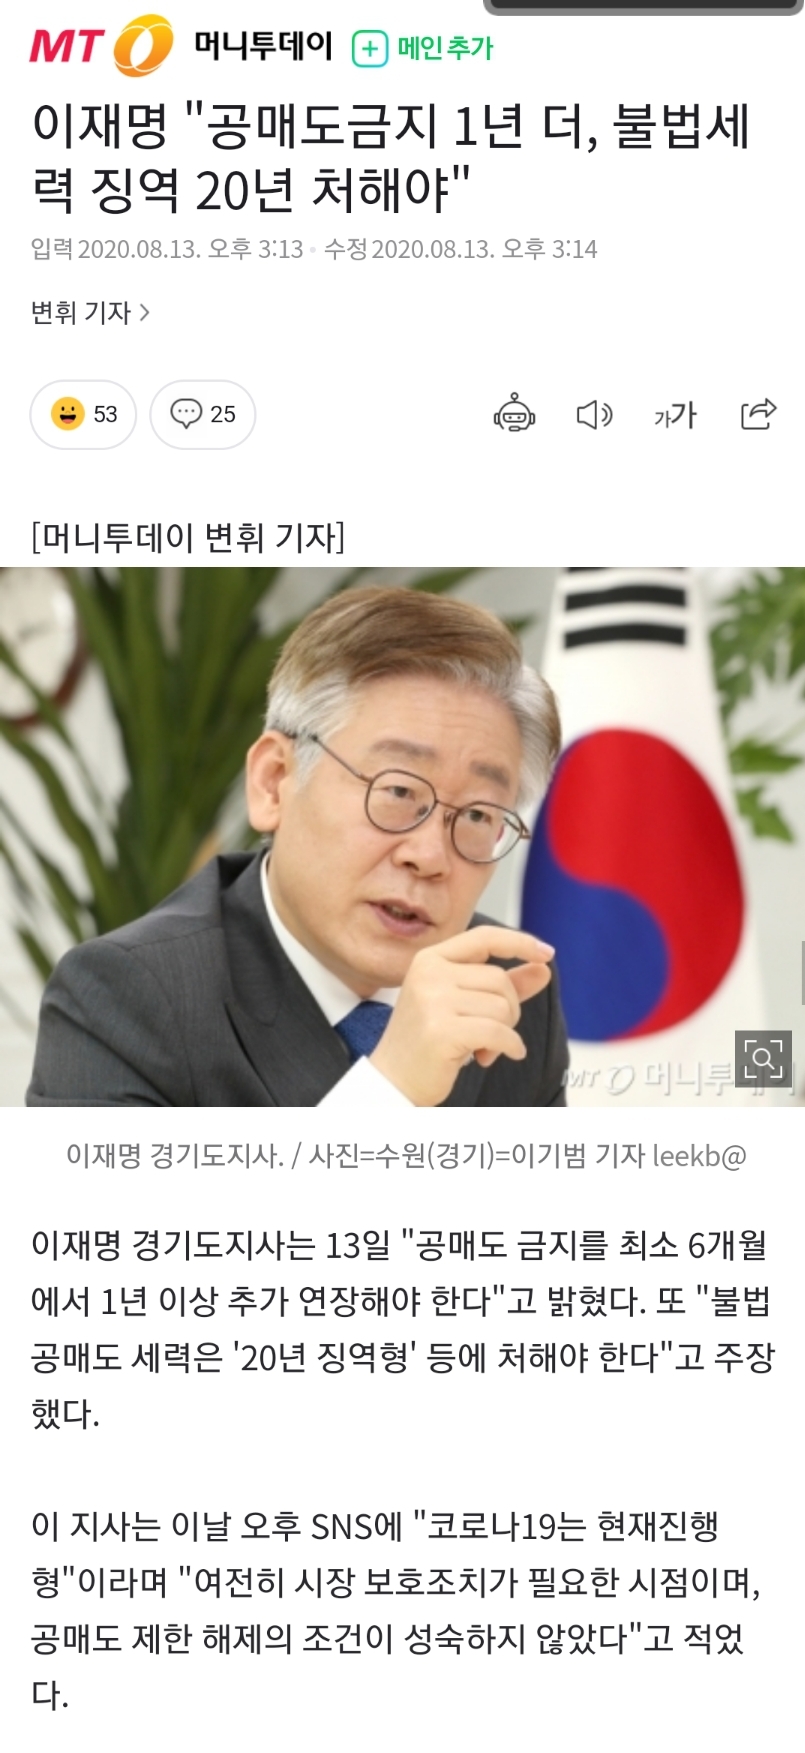 MT 머니투데이 메인 추가
이재명 "공매도금지 1년 더, 불법세
력 징역 20년 처해야"
입력 2020.08.13. 오후 3:13 • 수정 2020.08.13. 오후 3:14
변휘 기자 >
53 25 가가
[머니투데이 변휘 기자]
MT 머니투데이
이재명 경기도지사. / 사진=수원(경기)=이기범 기자 leekb@
이재명 경기도지사는 13일 "공매도 금지를 최소 6개월
에서 1년 이상 추가 연장해야 한다"고 밝혔다. 또 "불법
공매도 세력은 '20년 징역형' 등에 처해야 한다"고 주장
했다.
이 지사는 이날 오후 SNS에 "코로나19는 현재진행
형"이라며 "여전히 시장 보호조치가 필요한 시점이며,
공매도 제한 해제의 조건이 성숙하지 않았다"고 적었
다.